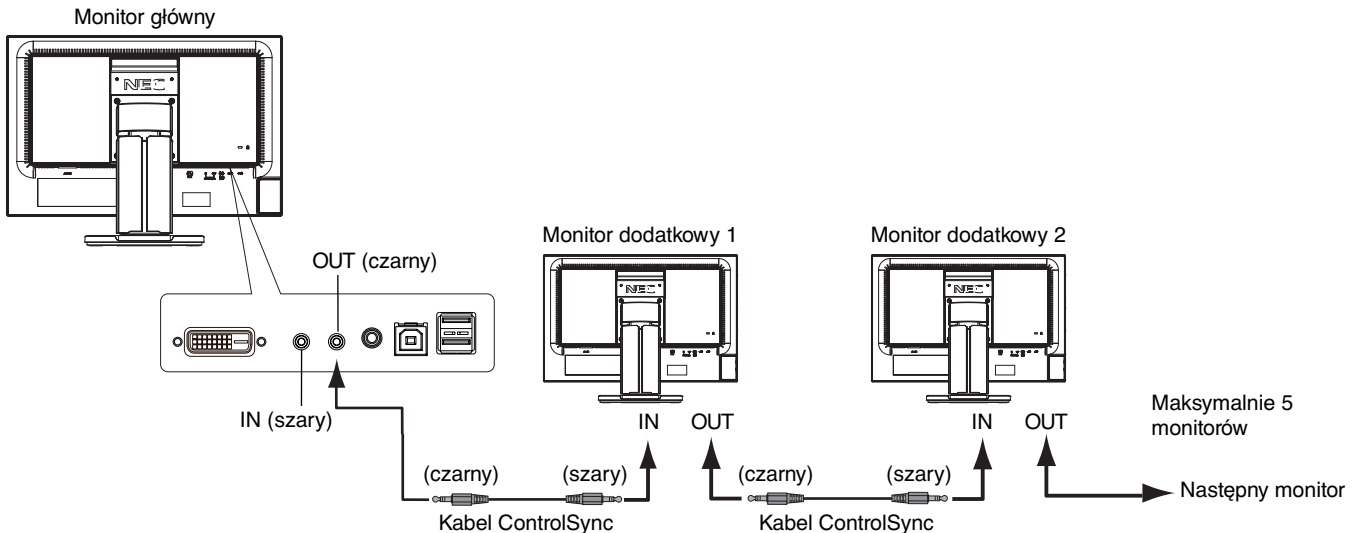 Monitor główny
NEC
OUT (czarny)
IN (szary)
Monitor dodatkowy 1
Monitor dodatkowy 2
NEC
NEC
IN OUT
IN OUT
Maksymalnie 5
monitorów
(czarny) (szary)
(czarny) (szary)
Następny monitor
Kabel ControlSync
Kabel ControlSync